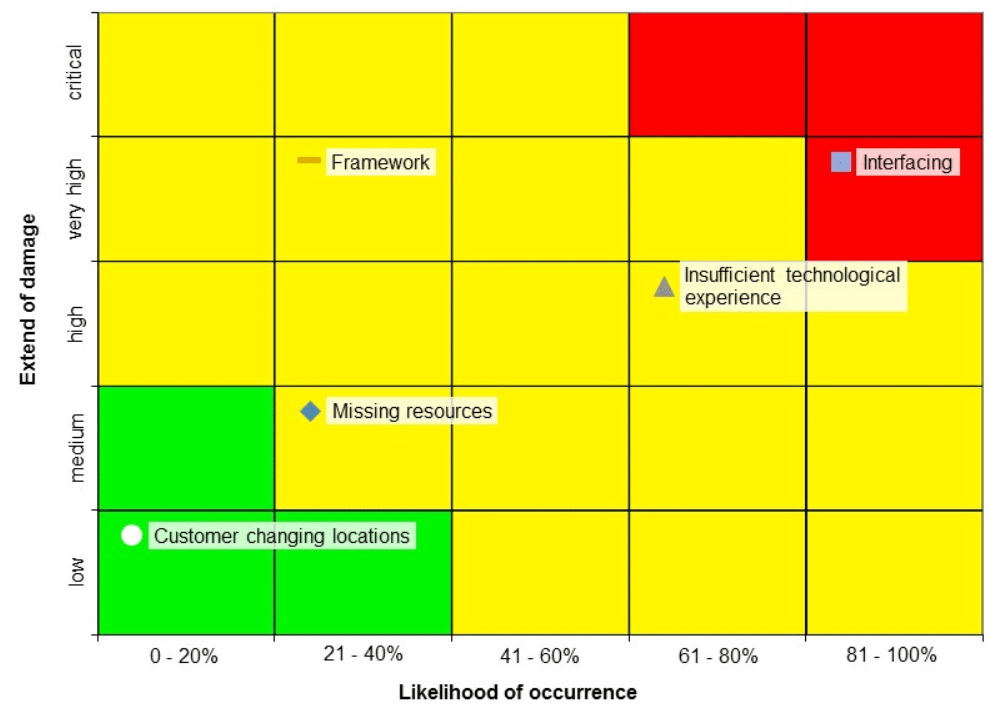 critical
very high
high
medium
low
Extend of damage
Framework
Interfacing
Insufficient technological
experience
Missing resources
Customer changing locations
0 - 20%
21 - 40%
41 - 60%
61 - 80%
81 - 100%
Likelihood of occurrence